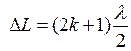 ΔL = (2k+1) λ/2